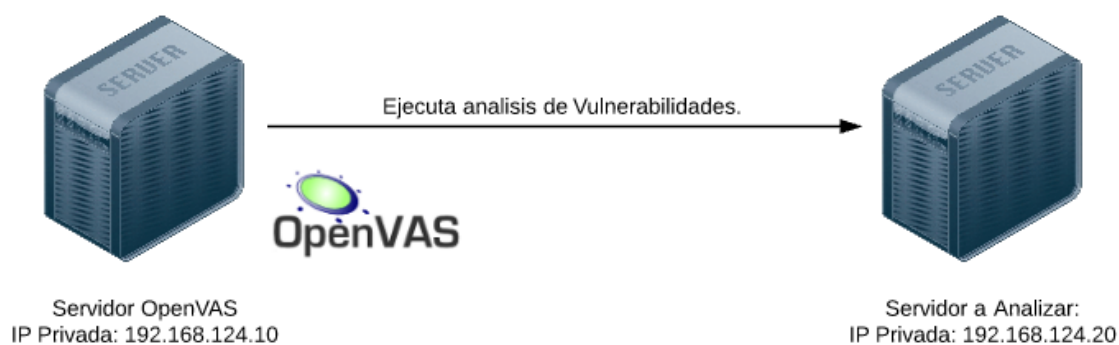 SERVER
SERVER
Ejecuta analisis de Vulnerabilidades.
OpenVAS
Servidor OpenVAS
IP Privada: 192.168.124.10
Servidor a Analizar:
IP Privada: 192.168.124.20